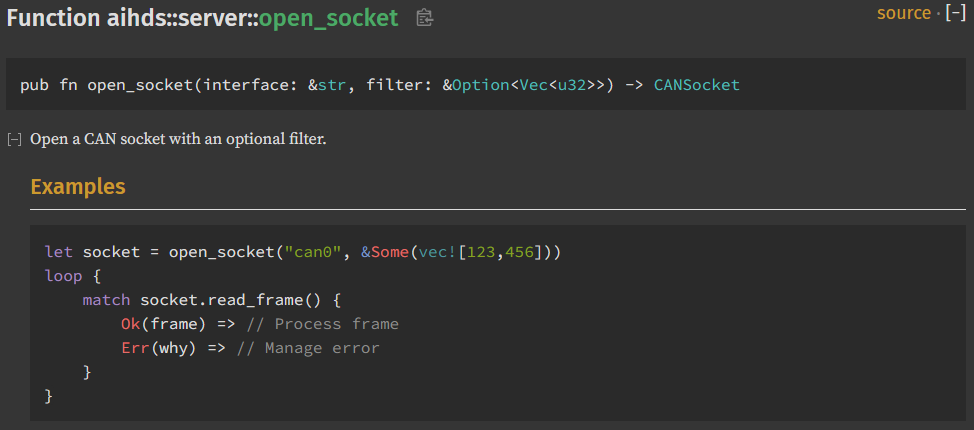 Function aihds::server::open_socket source · [−]
pub fn open_socket(interface: &str, filter: &Option<Vec<u32>>) -> CANSocket
[−] Open a CAN socket with an optional filter.
Examples
let socket = open_socket("can0", &Some(vec![123,456]))
loop {
    match socket.read_frame() {
        Ok(frame) => // Process frame
        Err(why) => // Manage error
    }
}